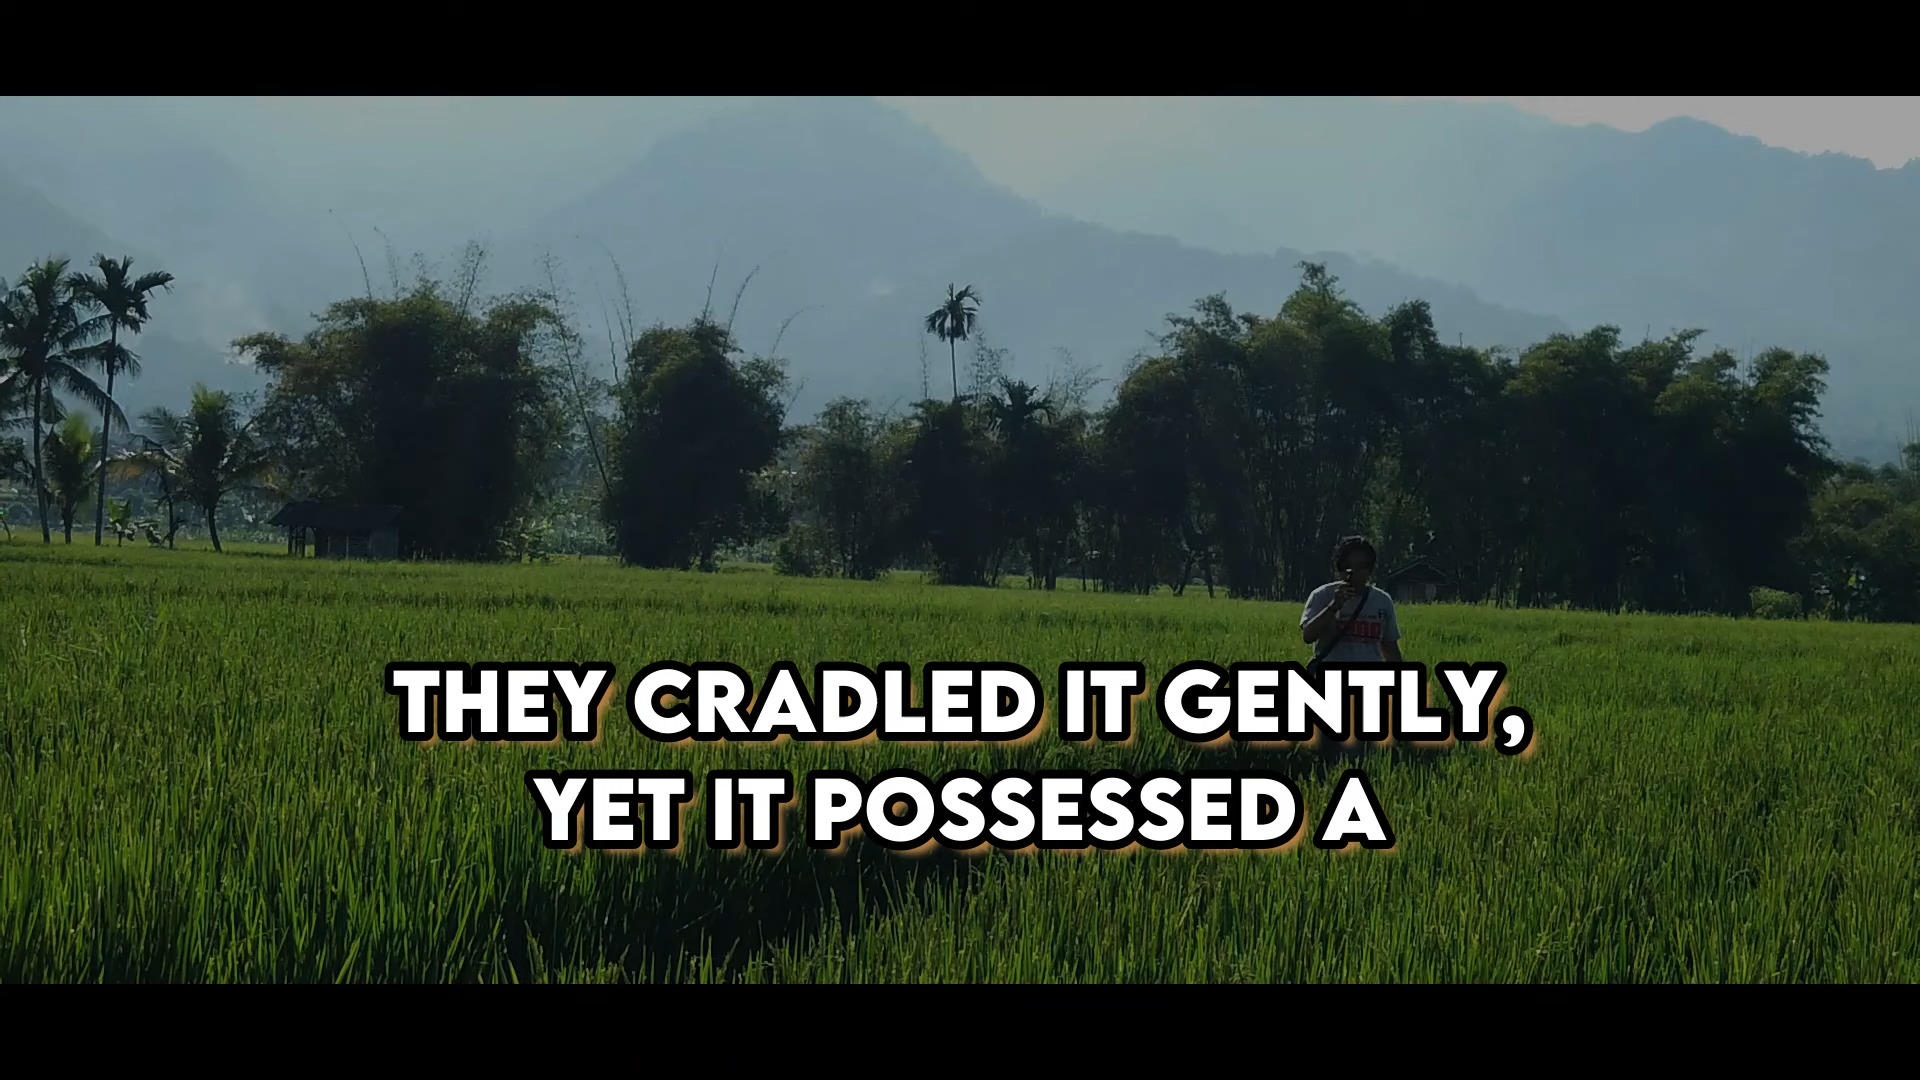 THEY CRADLED IT GENTLY,
YET IT POSSESSED A